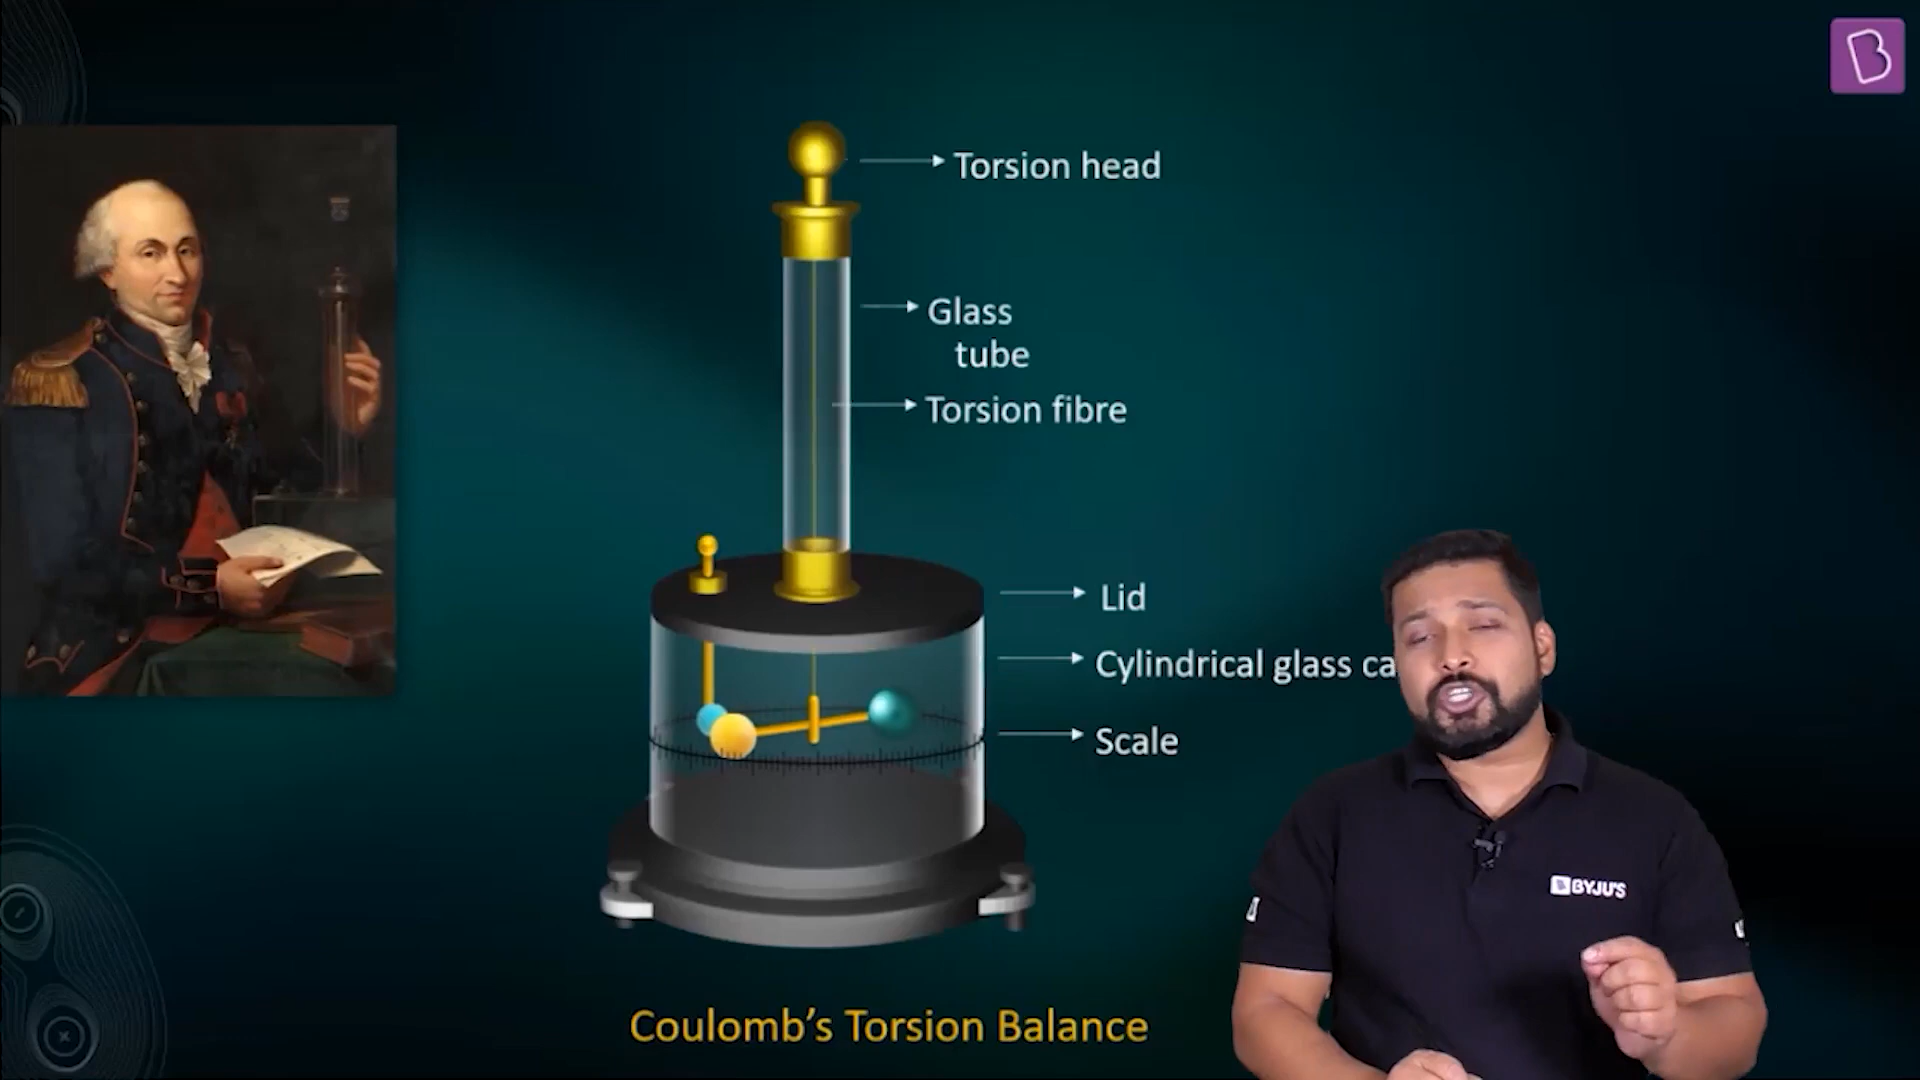 Torsion head
Glass
tube
Torsion fibre
Lid
Cylindrical glass ca
Scale
BYJU'S
Coulomb's Torsion Balance